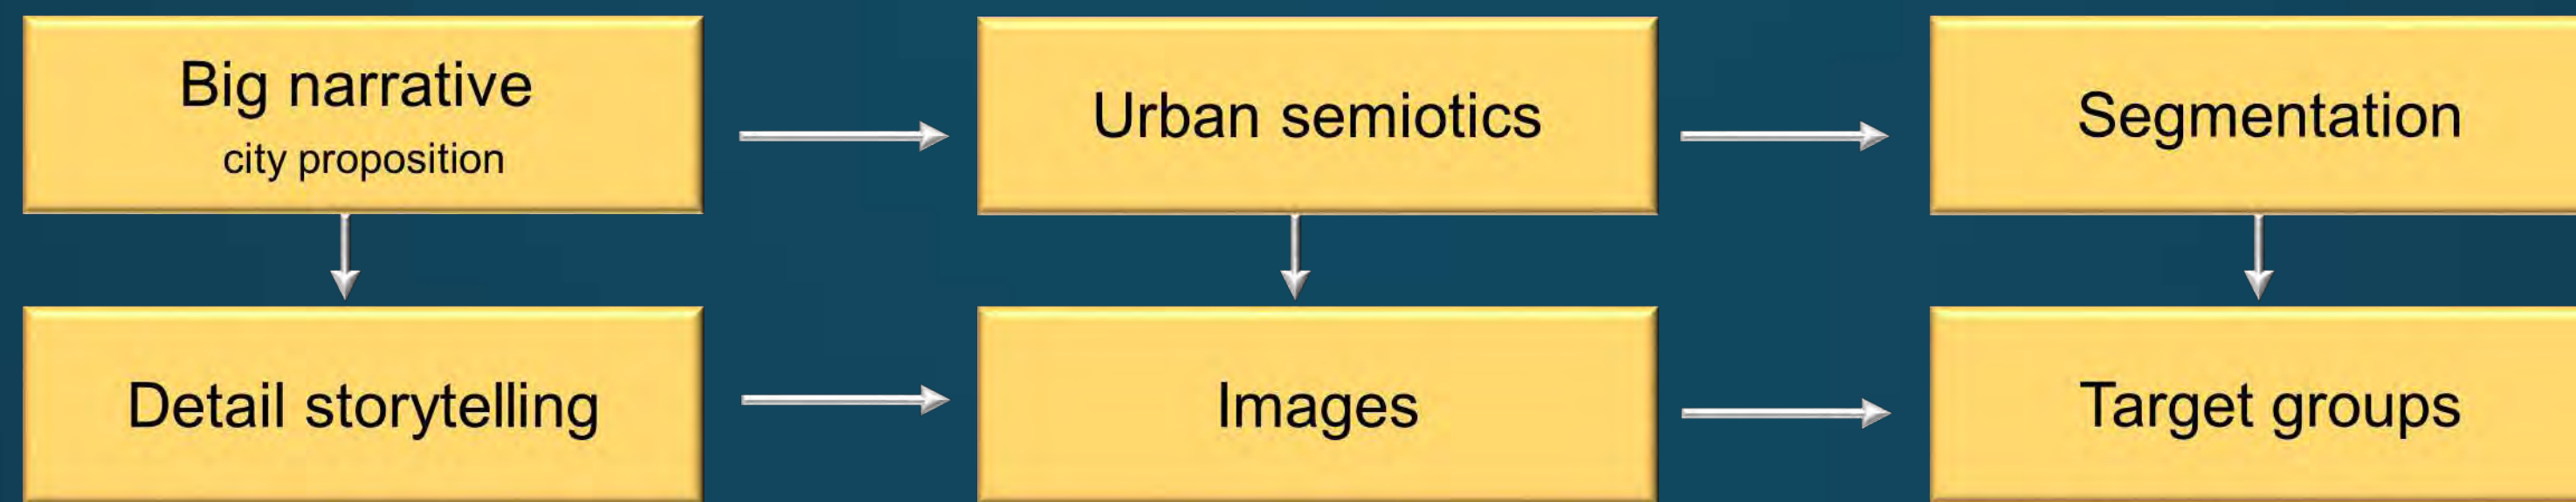 Big narrative
city proposition
Urban semiotics
Segmentation
Detail storytelling
Images
Target groups